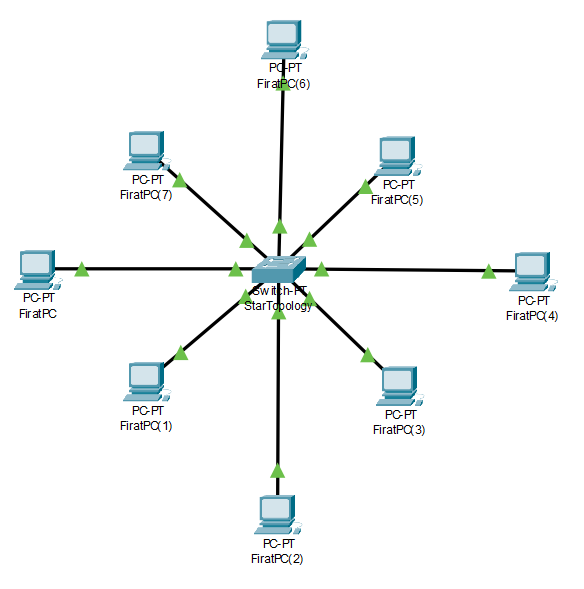 PC-PT
FiratPC(6)
PC-PT
FiratPC(7)
PC-PT
FiratPC(5)
PC-PT
FiratPC
Switch-PT
StarTopology
PC-PT
FiratPC(4)
PC-PT
FiratPC(1)
PC-PT
FiratPC(3)
PC-PT
FiratPC(2)